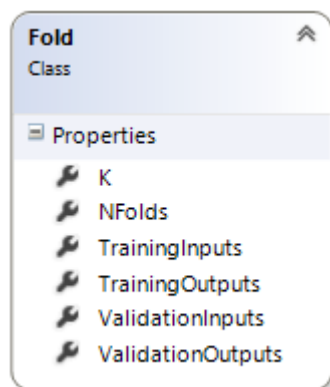 Fold
Class
Properties
K
NFolds
TrainingInputs
TrainingOutputs
ValidationInputs
ValidationOutputs